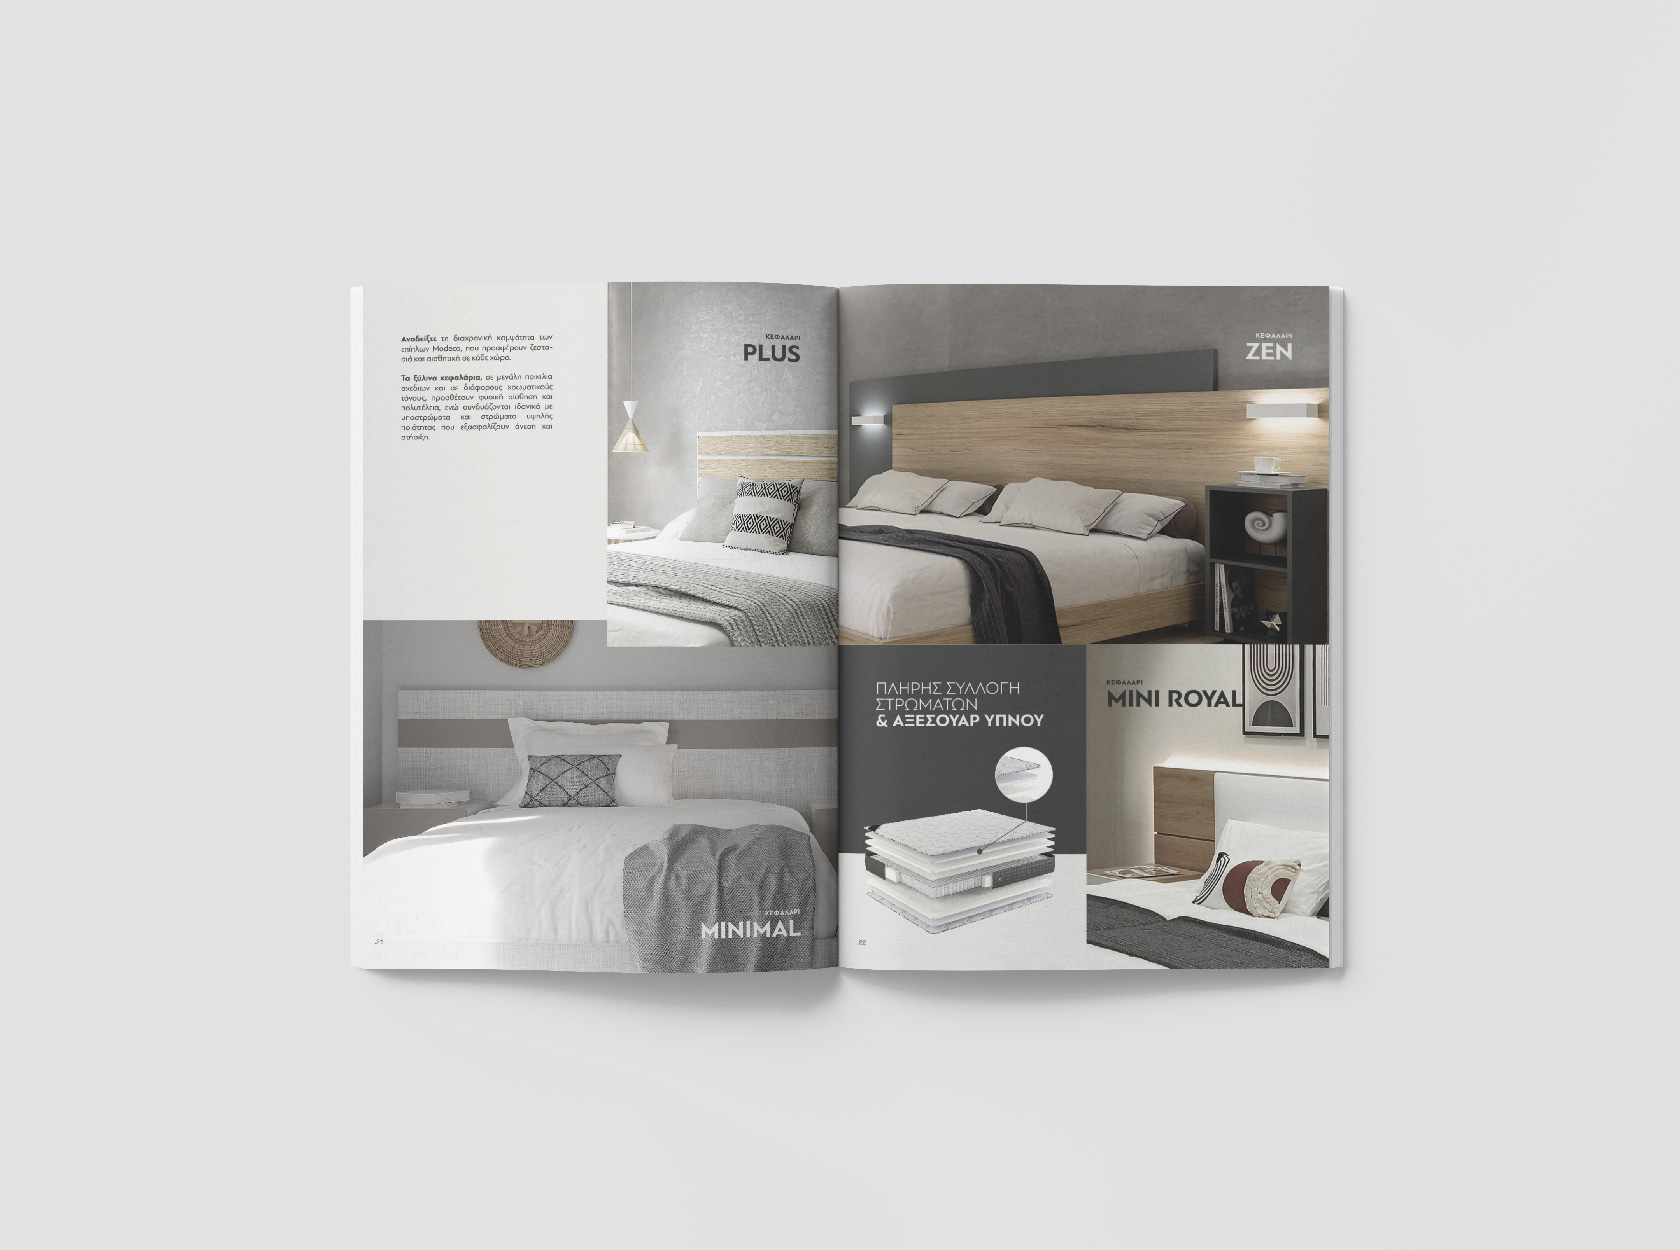 Αναδείξτε τη διαχρονική κομψότητα των
επίπλων Modeco, που προσφέρουν ζεστα-
σιά και αισθητική σε κάθε χώρο.
Τα ξύλινα κεφαλάρια, σε μεγάλη ποικιλία
σχεδίων και σε διάφορους χρωματικούς
τόνους, προσθέτουν φυσική αίσθηση και
πολυτέλεια, ενώ συνδυάζονται ιδανικά με
υποστρώματα και στρώματα υψηλής
ποιότητας που εξασφαλίζουν άνεση και
στήριξη.
ΚΕΦΑΛΑΡΙ
PLUS
ΚΕΦΑΛΑΡΙ
MINIMAL
21
ΚΕΦΑΛΑΡΙ
ZEN
ΠΛΗΡΗΣ ΣΥΛΛΟΓΗ
ΣΤΡΩΜΑΤΩΝ
& ΑΞΕΣΟΥΑΡ ΥΠΝΟΥ
ΚΕΦΑΛΑΡΙ
MINI ROYAL
22